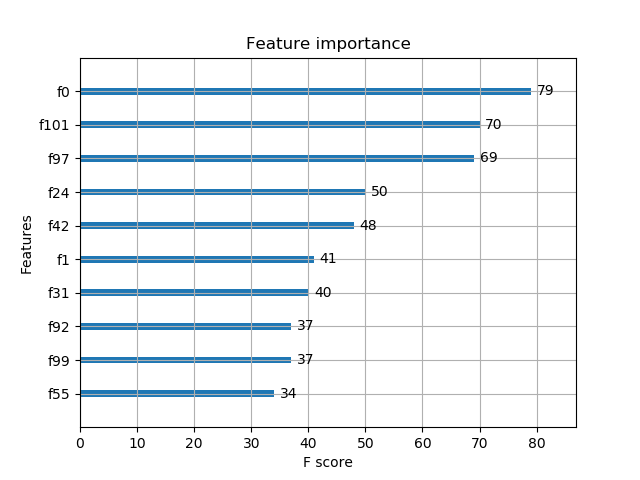 Feature importance
f0 79
f101 70
f97 69
f24 50
f42 48
f1 41
f31 40
f92 37
f99 37
f55 34
Features
0 10 20 30 40 50 60 70 80
F score